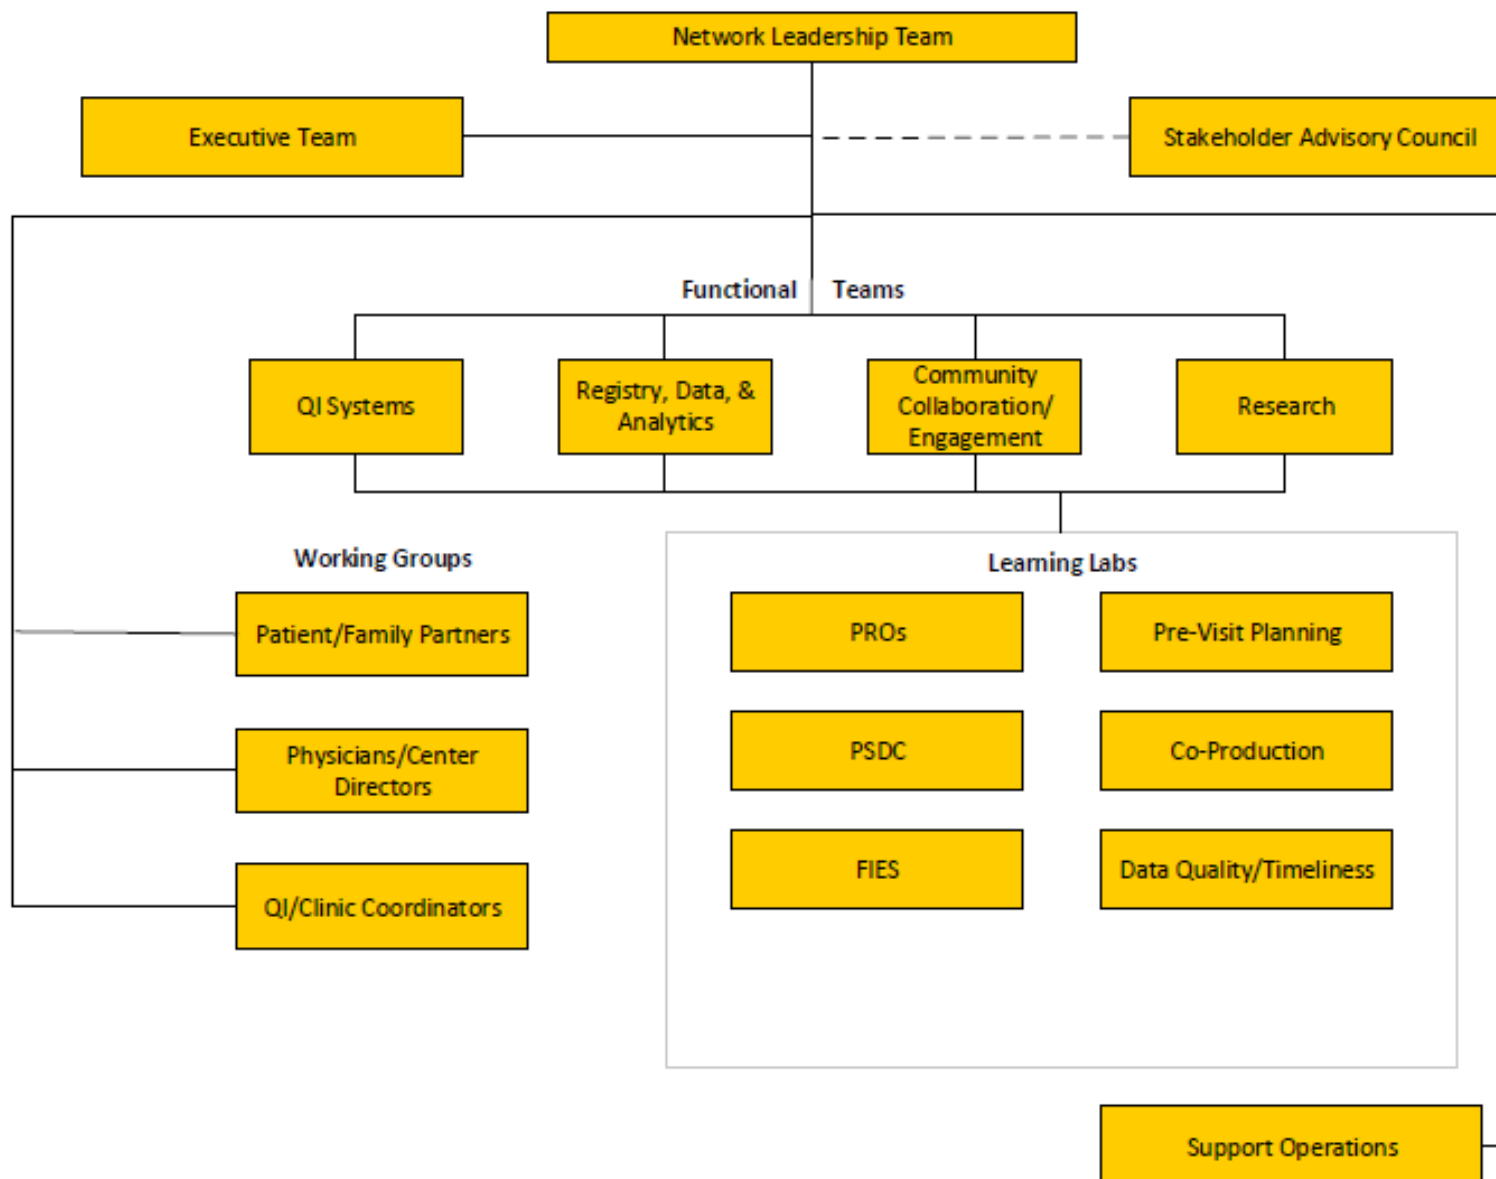 Network Leadership Team
Executive Team
Stakeholder Advisory Council
Functional Teams
QI Systems
Registry, Data, &
Analytics
Community
Collaboration/
Engagement
Research
Working Groups
Patient/Family Partners
Physicians/Center
Directors
QI/Clinic Coordinators
Learning Labs
PROs
Pre-Visit Planning
PSDC
Co-Production
FIES
Data Quality/Timeliness
Support Operations